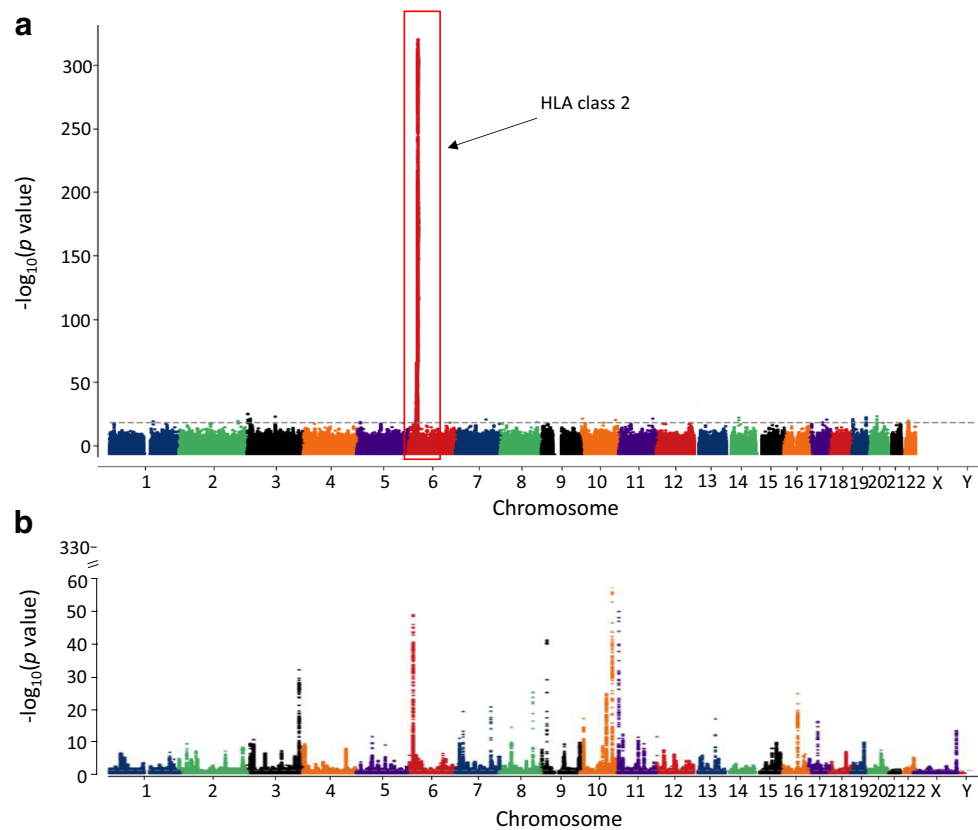 a
300
250
200
150
100
50
0
-log10(p value)
HLA class 2
1 2 3 4 5 6 7 8 9 10 11 12 13 14 15 16 17 18 19 20 21 22 X Y
Chromosome
b
330
60
50
40
30
20
10
0
-log10(p value)
1 2 3 4 5 6 7 8 9 10 11 12 13 14 15 16 17 18 19 20 21 22 X Y
Chromosome